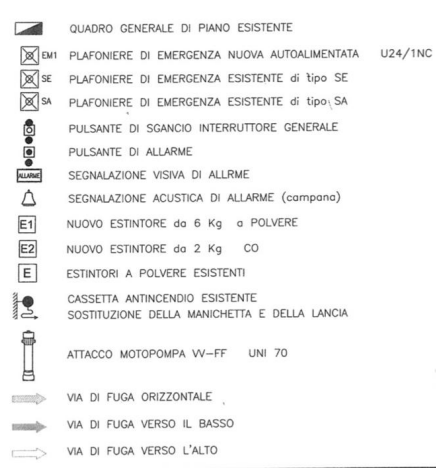 QUADRO GENERALE DI PIANO ESISTENTE
EM1 PLAFONIERE DI EMERGENZA NUOVA AUTOALIMENTATA U24/1NC
SE PLAFONIERE DI EMERGENZA ESISTENTE di tipo SE
SA PLAFONIERE DI EMERGENZA ESISTENTE di tipo SA
PULSANTE DI SGANCIO INTERRUTTORE GENERALE
PULSANTE DI ALLARME
ALLARME SEGNALAZIONE VISIVA DI ALLRME
SEGNALAZIONE ACUSTICA DI ALLARME (campana)
E1 NUOVO ESTINTORE da 6 Kg a POLVERE
E2 NUOVO ESTINTORE da 2 Kg CO
E ESTINTORI A POLVERE ESISTENTI
CASSETTA ANTINCENDIO ESISTENTE
SOSTITUZIONE DELLA MANICHETTA E DELLA LANCIA
ATTACCO MOTOPOMPA VV-FF UNI 70
VIA DI FUGA ORIZZONTALE
VIA DI FUGA VERSO IL BASSO
VIA DI FUGA VERSO L'ALTO